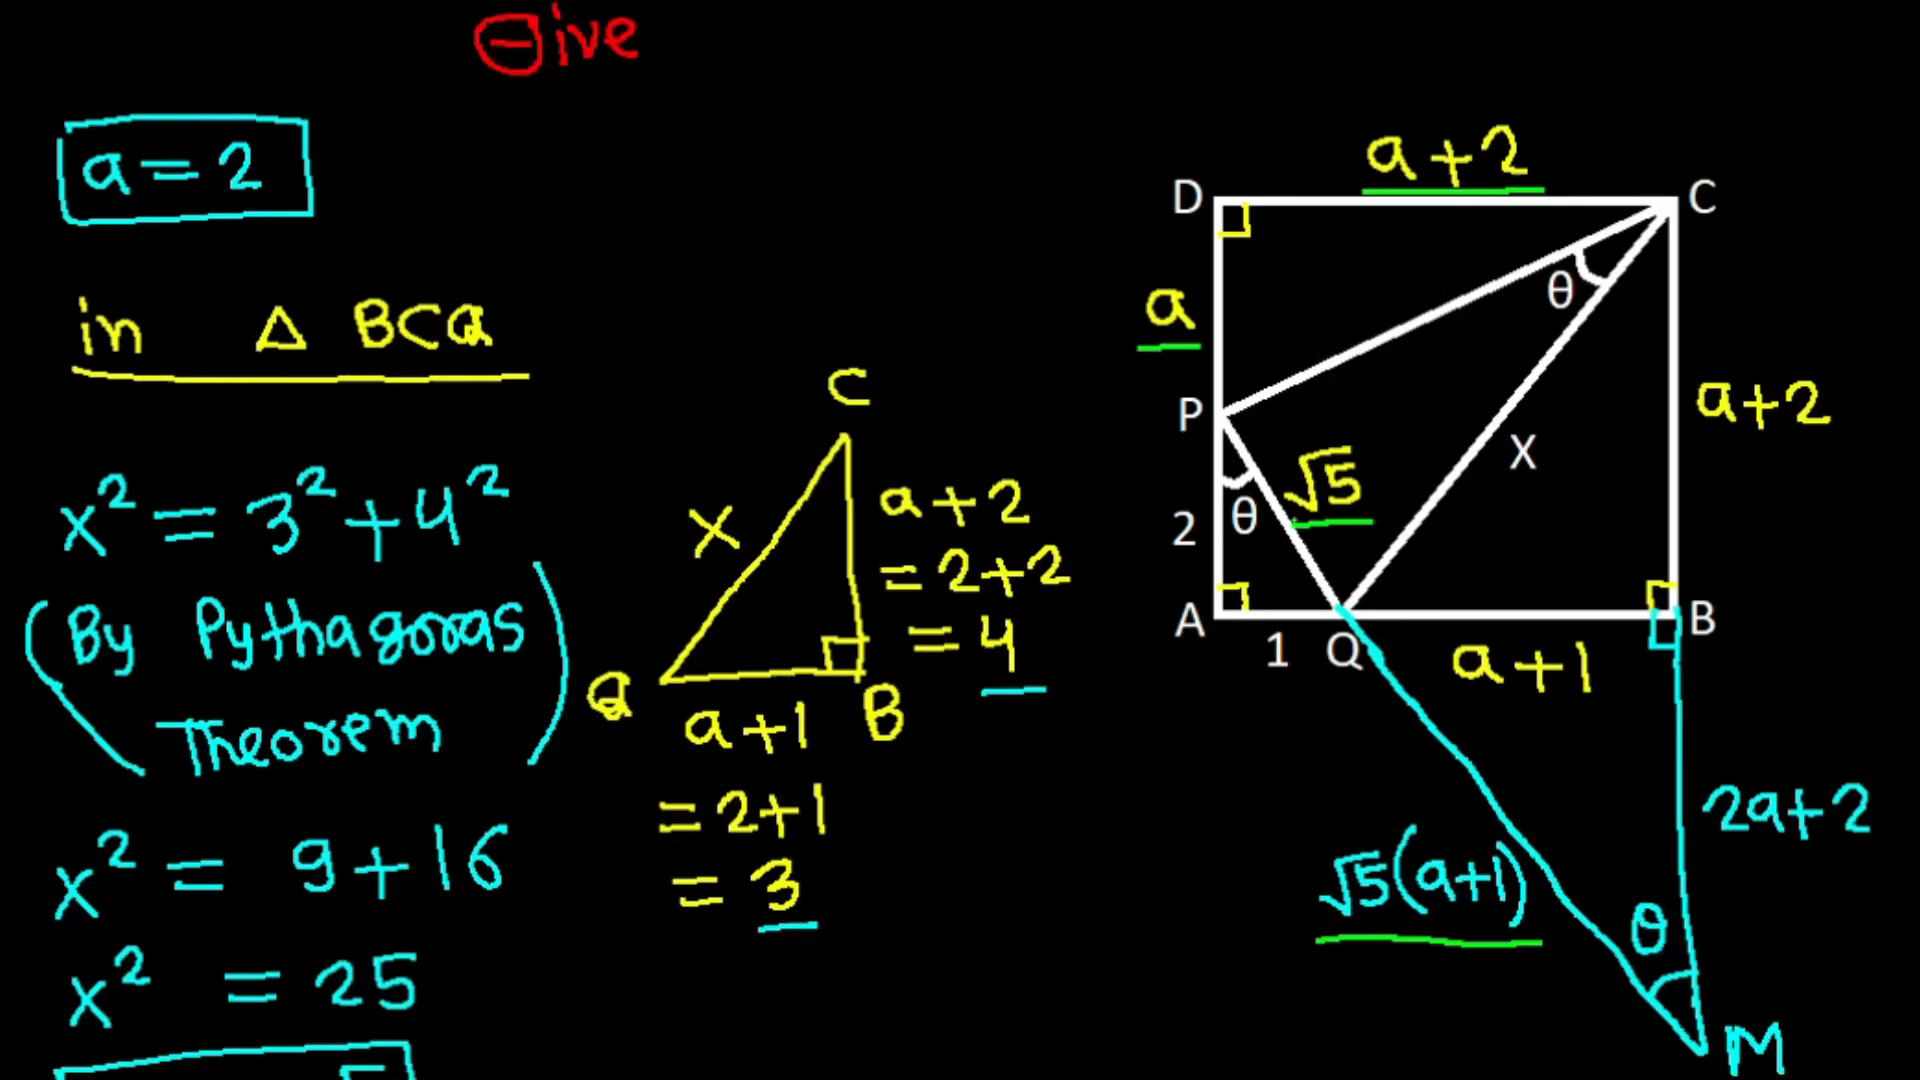 ⊖ive
a = 2
in Δ BCQ
x² = 3² + 4²
(By Pythagoras
Theorem)
x² = 9 + 16
x² = 25
C
X
a + 2
= 2 + 2
= 4
Q
B
a + 1
= 2 + 1
= 3
a + 2
D
C
θ
a
P
a + 2
X
√5
2
θ
A
1
Q
a + 1
B
2a + 2
√5(a+1)
θ
M